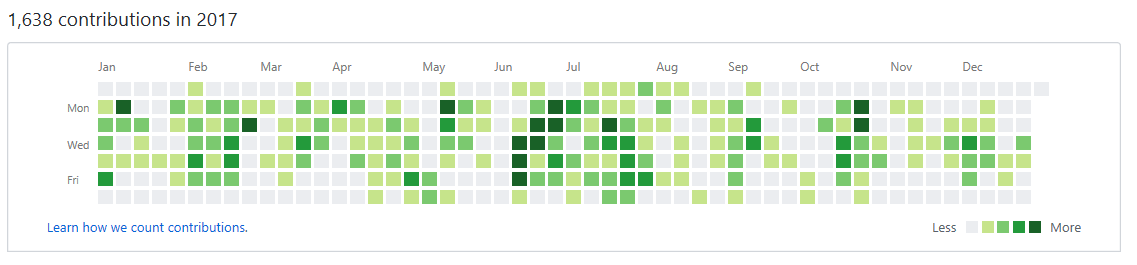 1,638 contributions in 2017
Jan Feb Mar Apr May Jun Jul Aug Sep Oct Nov Dec
Mon
Wed
Fri
Learn how we count contributions. Less More